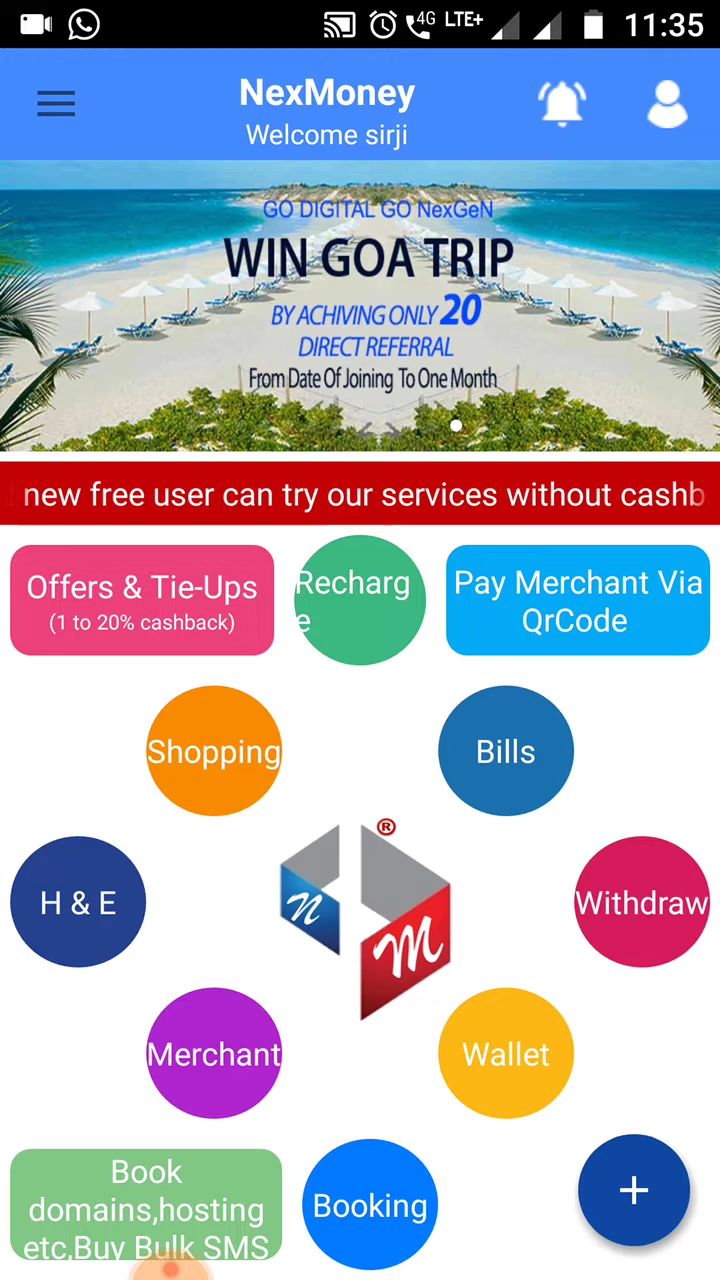 4G LTE+ 11:35
NexMoney
Welcome sirji
GO DIGITAL GO NexGeN
WIN GOA TRIP
BY ACHIVING ONLY 20
DIRECT REFERRAL
From Date Of Joining To One Month
new free user can try our services without cashb
Offers & Tie-Ups
(1 to 20% cashback)
Recharg
e
Pay Merchant Via
QrCode
Shopping
Bills
®
H & E
n
M
Withdraw
Merchant
Wallet
Book
domains,hosting
etc,Buy Bulk SMS
Booking
+